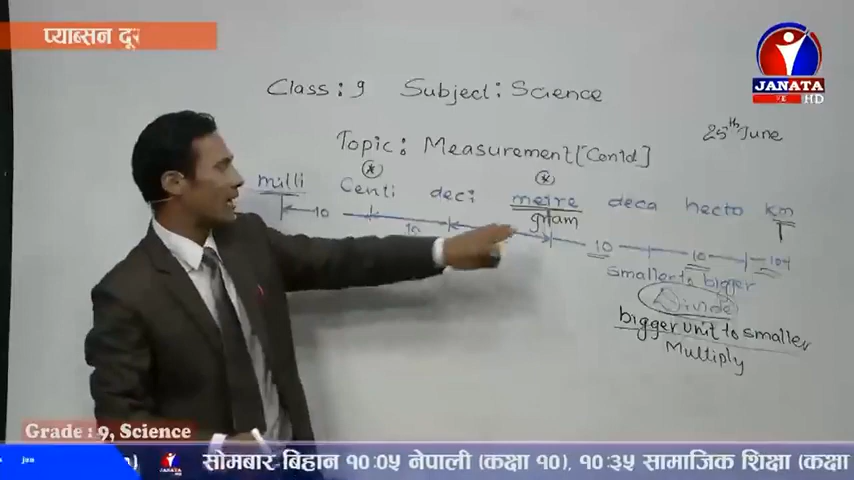 प्याब्सन दूर
JANATA
HD
Class : 9 Subject: Science
25th June
Topic: Measurement [Cont'd]
milli Centi deci metre deca hecto km
gram
10 10 10 10 10
smaller to bigger
Divide
bigger unit to smaller
Multiply
Grade : 9, Science
JANATA
सोमबार बिहान १०:०५ नेपाली (कक्षा १०), १०:३५ सामाजिक शिक्षा (कक्षा